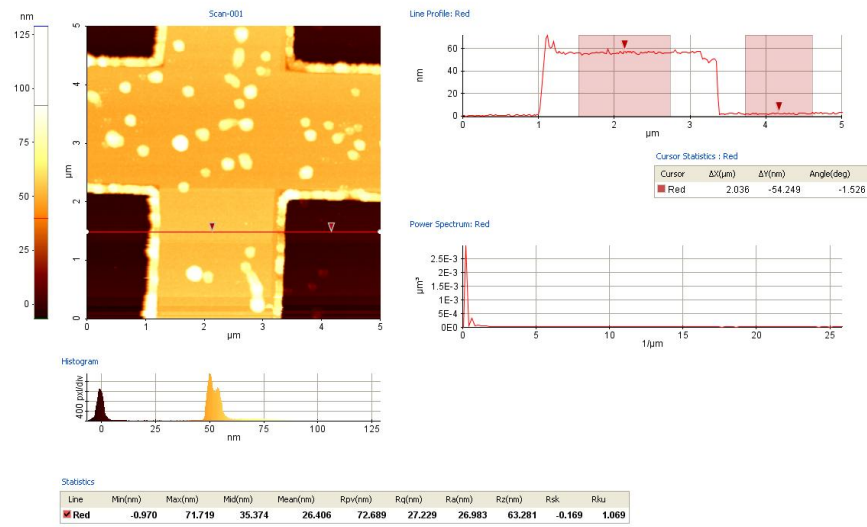 nm
Scan-001
Line Profile: Red
125
100
75
50
25
0
5
4
3
2
1
0
µm
0 1 2 3 4 5
µm
60
40
20
0
nm
0 1 2 3 4 5
µm
Cursor Statistics : Red
Cursor ΔX(µm) ΔY(nm) Angle(deg)
Red 2.036 -54.249 -1.526
Power Spectrum: Red
2.5E-3
2E-3
1.5E-3
1E-3
5E-4
0E0
µm³
0 5 10 15 20 25
1/µm
Histogram
400 pxl/div
0 25 50 75 100 125
nm
Statistics
Line Min(nm) Max(nm) Mid(nm) Mean(nm) Rpv(nm) Rq(nm) Ra(nm) Rz(nm) Rsk Rku
Red -0.970 71.719 35.374 26.406 72.689 27.229 26.983 63.281 -0.169 1.069